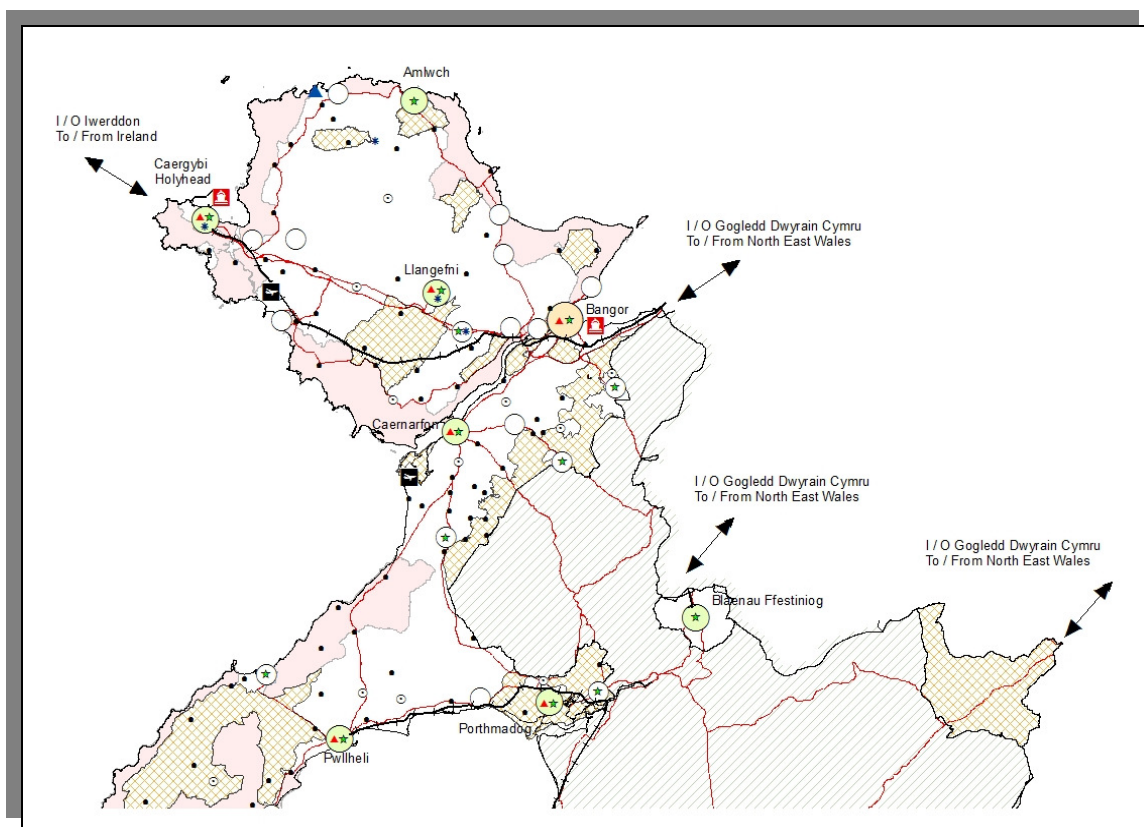 Amlwch
I / O Iwerddon
To / From Ireland
Caergybi
Holyhead
I / O Gogledd Dwyrain Cymru
To / From North East Wales
Llangefni
Bangor
Caernarfon
I / O Gogledd Dwyrain Cymru
To / From North East Wales
I / O Gogledd Dwyrain Cymru
To / From North East Wales
Blaenau Ffestiniog
Porthmadog
Pwllheli